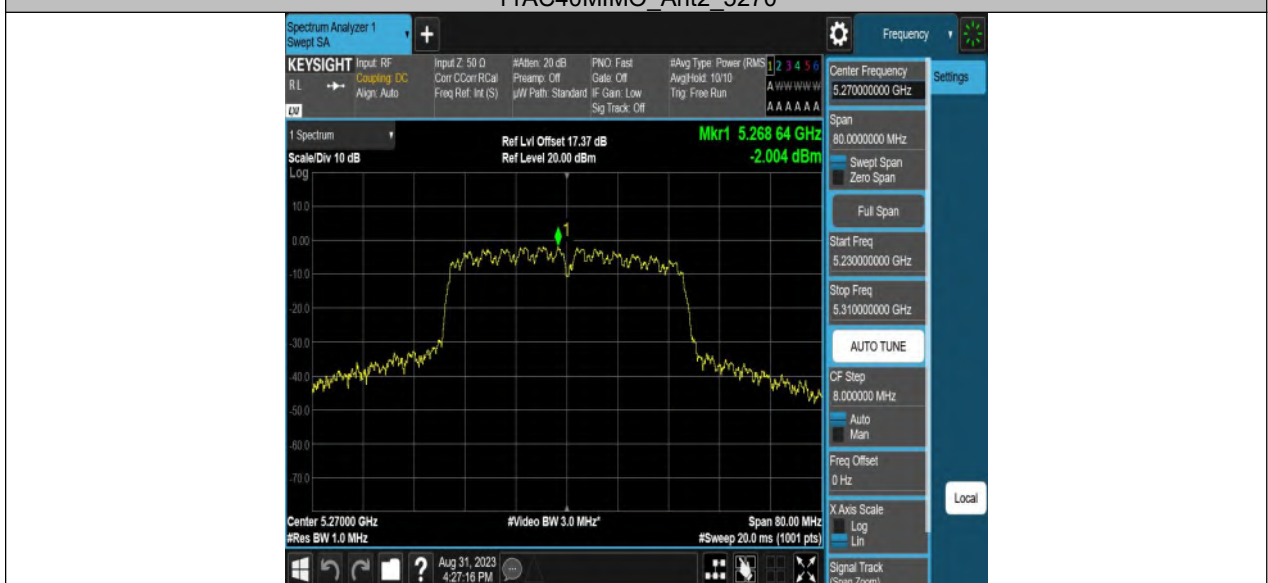 11AC40MIMO_Ant2_5270
Spectrum Analyzer 1
Swept SA
Frequency
KEYSIGHT
RL
LXI
Input: RF
Coupling: DC
Align: Auto
Input Z: 50 Ω
Corr CCorr RCal
Freq Ref: Int (S)
#Atten: 20 dB
Preamp: Off
µW Path: Standard
PNO: Fast
Gate: Off
IF Gain: Low
Sig Track: Off
#Avg Type: Power (RMS
Avg|Hold: 10/10
Trig: Free Run
1 2 3 4 5 6
A W W W W W
A A A A A A
Center Frequency
5.270000000 GHz
Settings
1 Spectrum
Scale/Div 10 dB
Log
Ref Lvl Offset 17.37 dB
Ref Level 20.00 dBm
Mkr1 5.268 64 GHz
-2.004 dBm
Span
80.0000000 MHz
Swept Span
Zero Span
Full Span
Start Freq
5.230000000 GHz
Stop Freq
5.310000000 GHz
AUTO TUNE
CF Step
8.000000 MHz
Auto
Man
Freq Offset
0 Hz
X Axis Scale
Log
Lin
Signal Track
(Span Zoom)
Local
10.0
0.00
-10.0
-20.0
-30.0
-40.0
-50.0
-60.0
-70.0
1
Center 5.27000 GHz
#Res BW 1.0 MHz
#Video BW 3.0 MHz*
Span 80.00 MHz
#Sweep 20.0 ms (1001 pts)
?
Aug 31, 2023
4:27:16 PM